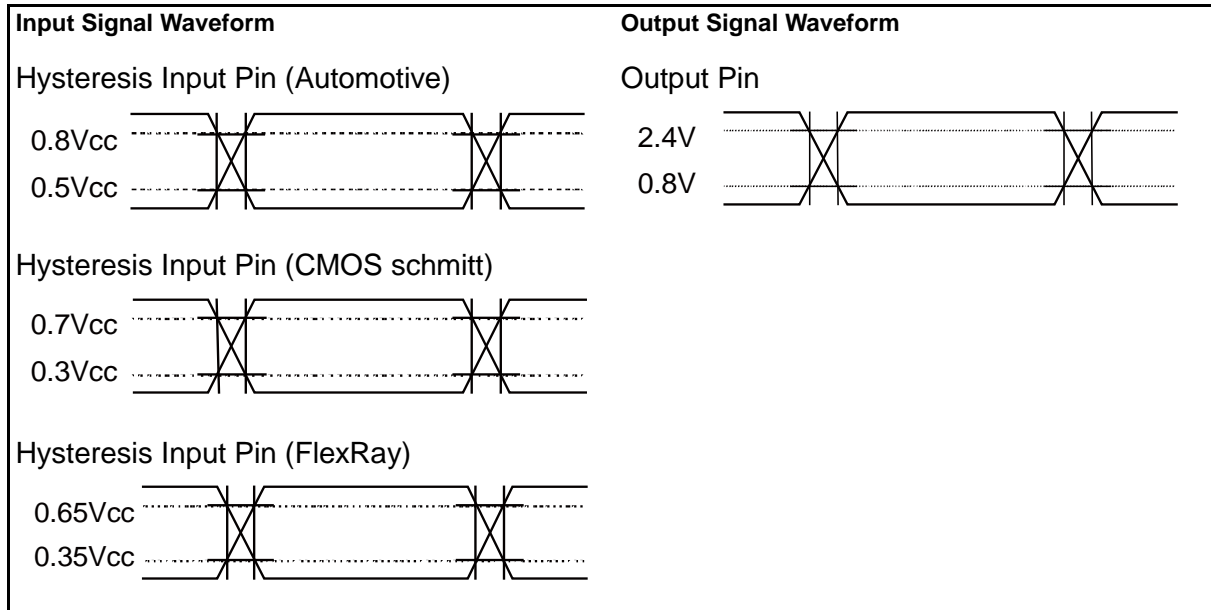 Input Signal Waveform
Hysteresis Input Pin (Automotive)
0.8Vcc
0.5Vcc
Hysteresis Input Pin (CMOS schmitt)
0.7Vcc
0.3Vcc
Hysteresis Input Pin (FlexRay)
0.65Vcc
0.35Vcc
Output Signal Waveform
Output Pin
2.4V
0.8V